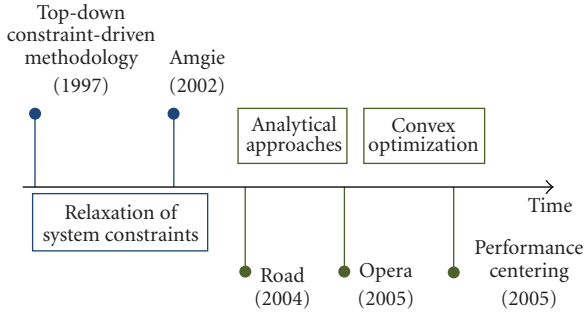 Top-down
constraint-driven
methodology
(1997)
Amgie
(2002)
Analytical
approaches
Convex
optimization
Time
Relaxation of
system constraints
Road
(2004)
Opera
(2005)
Performance
centering
(2005)